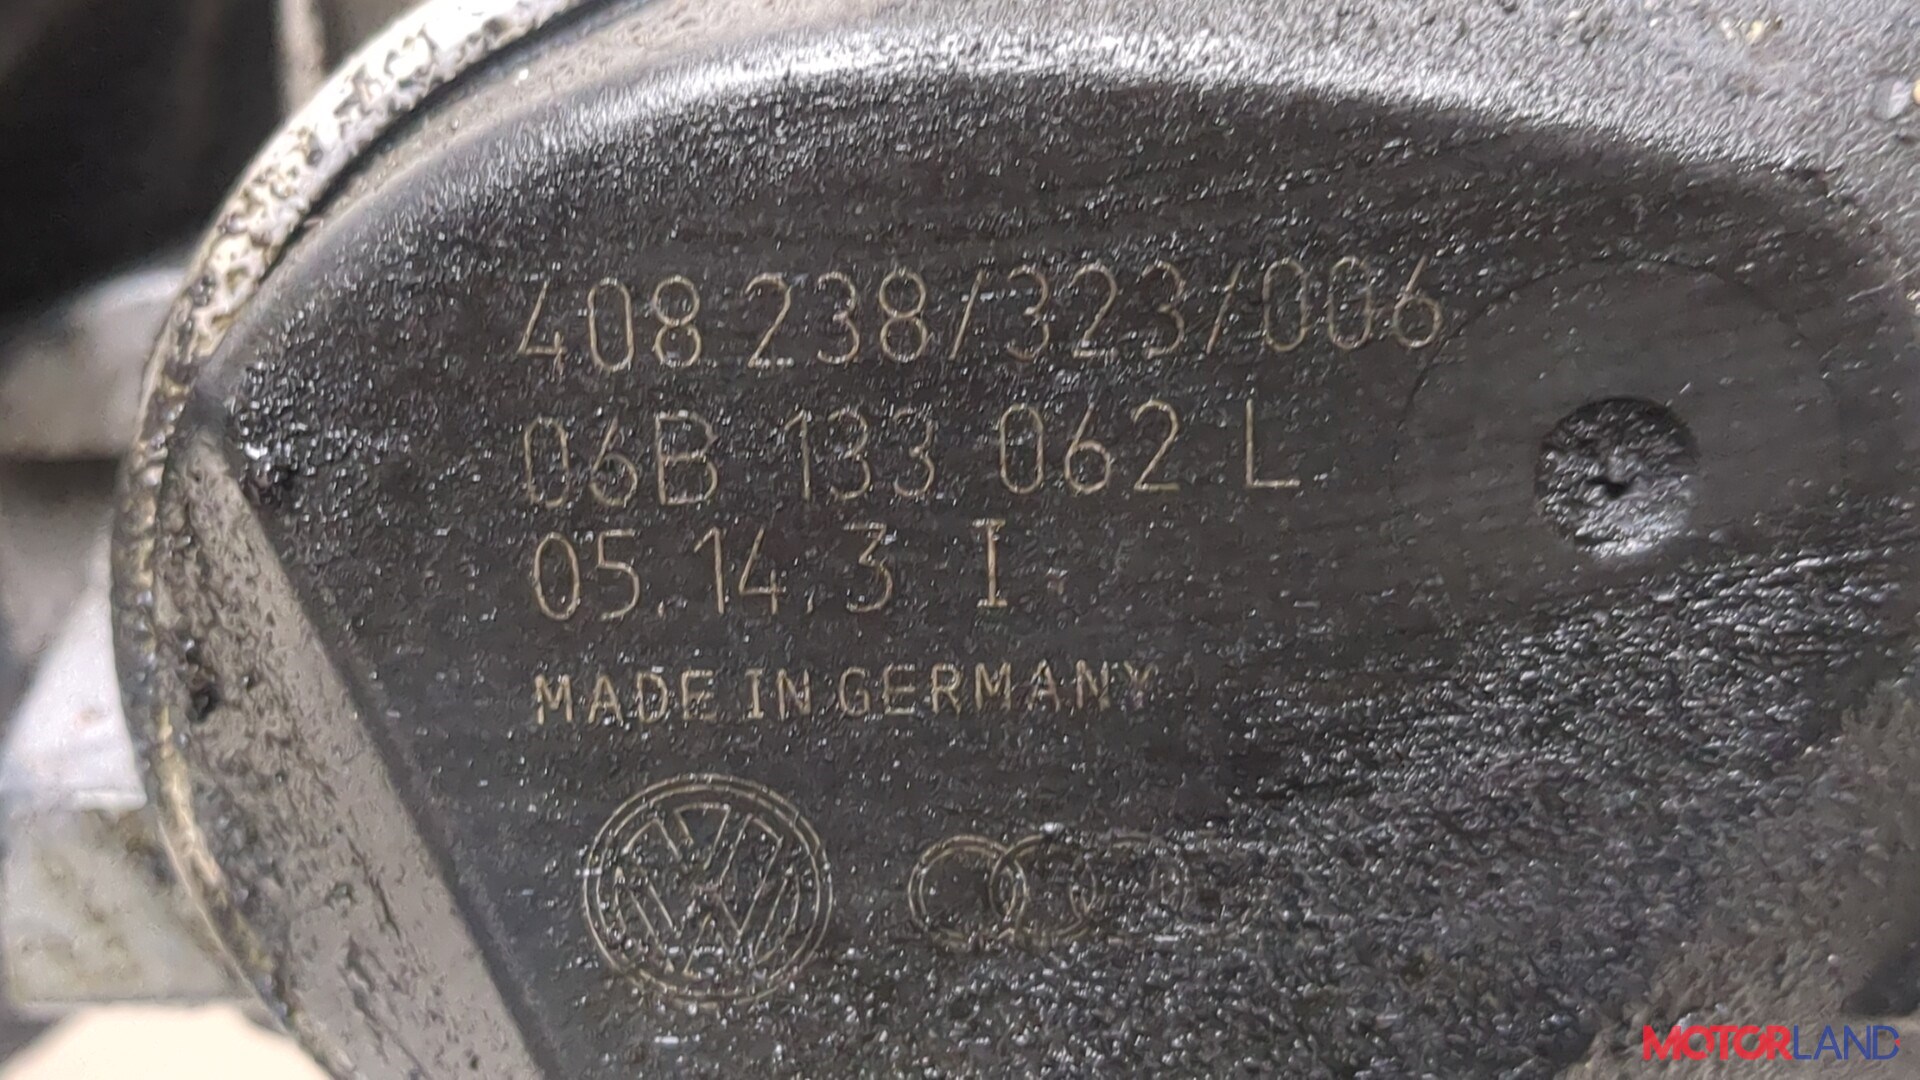 408 238/323/006
06B 133 062 L
05.14.3 I
MADE IN GERMANY
MOTORLAND